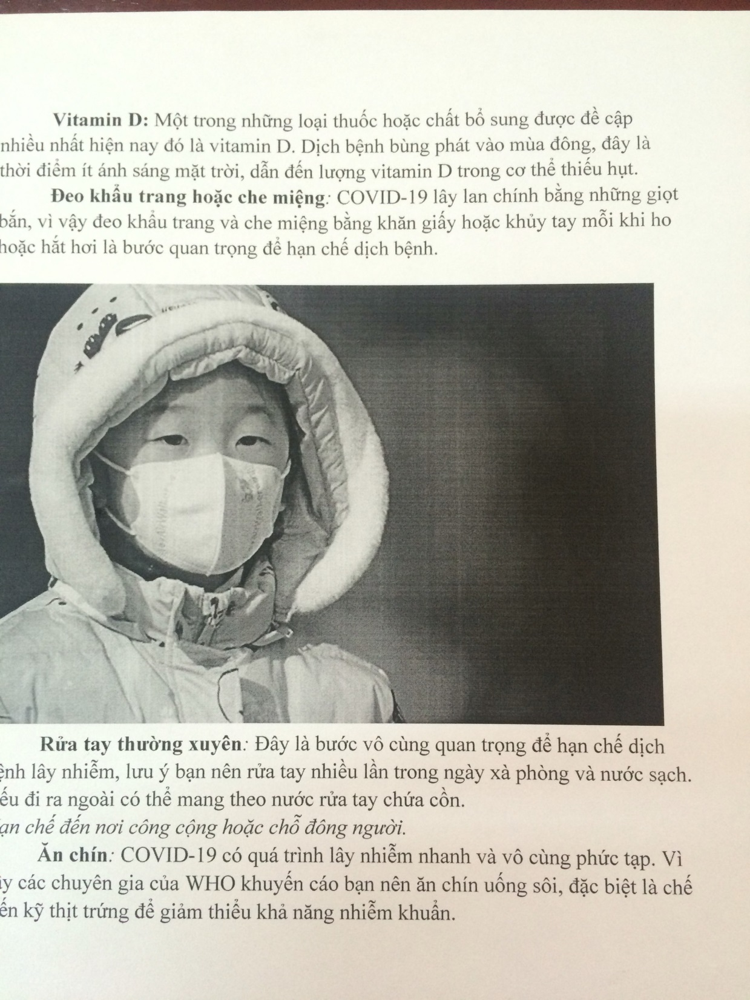 Vitamin D: Một trong những loại thuốc hoặc chất bổ sung được đề cập
nhiều nhất hiện nay đó là vitamin D. Dịch bệnh bùng phát vào mùa đông, đây là
thời điểm ít ánh sáng mặt trời, dẫn đến lượng vitamin D trong cơ thể thiếu hụt.
Đeo khẩu trang hoặc che miệng: COVID-19 lây lan chính bằng những giọt
bắn, vì vậy đeo khẩu trang và che miệng bằng khăn giấy hoặc khủy tay mỗi khi ho
hoặc hắt hơi là bước quan trọng để hạn chế dịch bệnh.
Rửa tay thường xuyên: Đây là bước vô cùng quan trọng để hạn chế dịch
ệnh lây nhiễm, lưu ý bạn nên rửa tay nhiều lần trong ngày xà phòng và nước sạch.
ếu đi ra ngoài có thể mang theo nước rửa tay chứa cồn.
ạn chế đến nơi công cộng hoặc chỗ đông người.
Ăn chín: COVID-19 có quá trình lây nhiễm nhanh và vô cùng phức tạp. Vì
ậy các chuyên gia của WHO khuyến cáo bạn nên ăn chín uống sôi, đặc biệt là chế
ến kỹ thịt trứng để giảm thiểu khả năng nhiễm khuẩn.